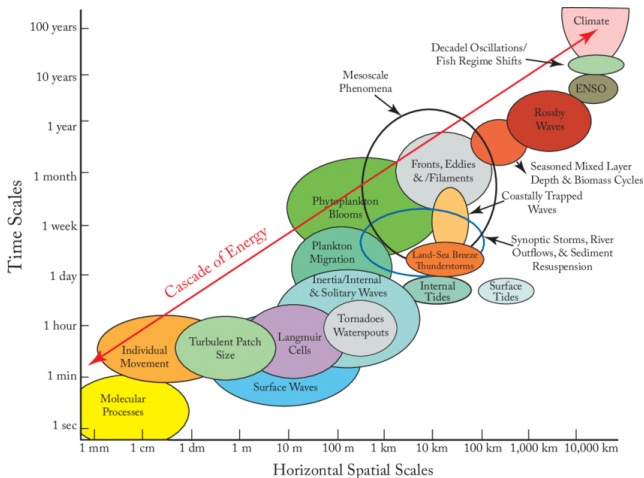 100 years
10 years
1 year
1 month
1 week
1 day
1 hour
1 min
1 sec
Time Scales
Climate
Decadel Oscillations/
Fish Regime Shifts
ENSO
Mesoscale
Phenomena
Rossby
Waves
Fronts, Eddies
& /Filaments
Seasoned Mixed Layer
Depth & Biomass Cycles
Phytoplankton
Blooms
Coastally Trapped
Waves
Cascade of Energy
Plankton
Migration
Synoptic Storms, River
Outflows, & Sediment
Resuspension
Land-Sea Breeze
Thunderstorms
Inertia/Internal
& Solitary Waves
Internal
Tides
Surface
Tides
Tornadoes
Waterspouts
Langmuir
Cells
Turbulent Patch
Size
Individual
Movement
Surface Waves
Molecular
Processes
1 mm
1 cm
1 dm
1 m
10 m
100 m
1 km
10 km
100 km
1,000 km
10,000 km
Horizontal Spatial Scales